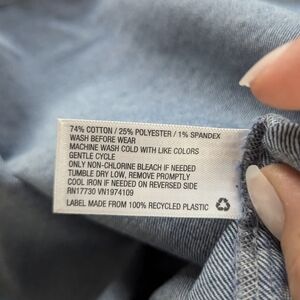 74% COTTON / 25% POLYESTER / 1% SPANDEX
WASH BEFORE WEAR
MACHINE WASH COLD WITH LIKE COLORS
GENTLE CYCLE
ONLY NON-CHLORINE BLEACH IF NEEDED
TUMBLE DRY LOW, REMOVE PROMPTLY
COOL IRON IF NEEDED ON REVERSED SIDE
RN17730 VN1974109
LABEL MADE FROM 100% RECYCLED PLASTIC